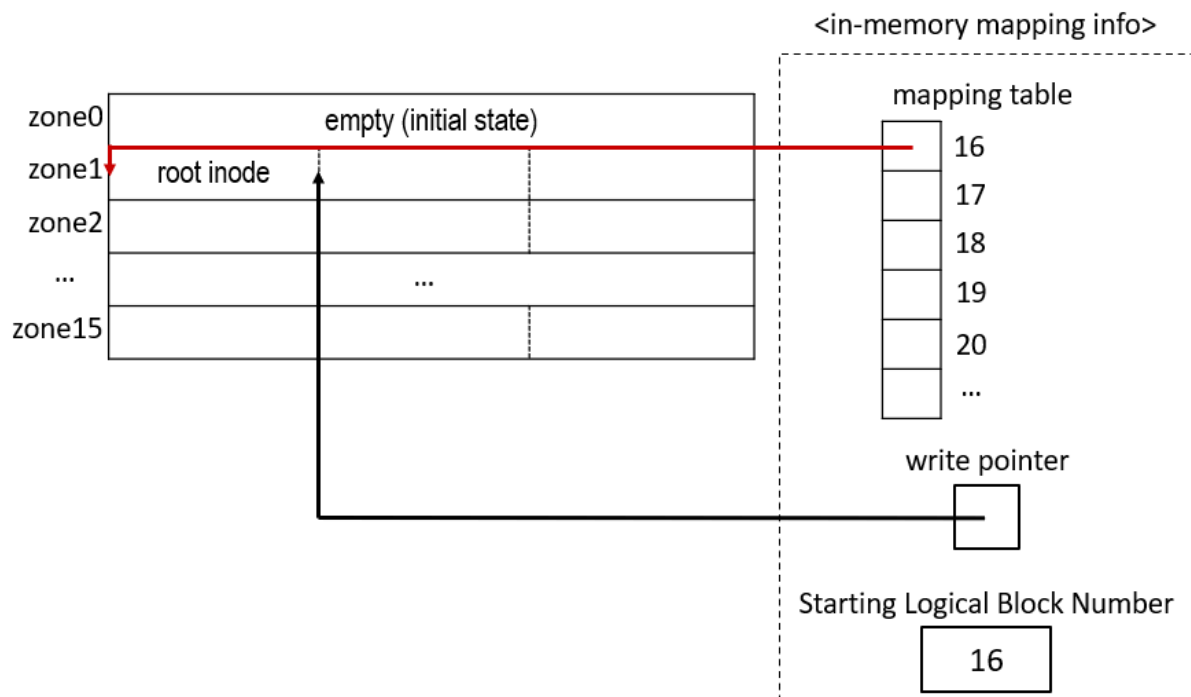 <in-memory mapping info>
mapping table
zone0
empty (initial state)
16
zone1
root inode
17
zone2
18
...
...
19
zone15
20
...
write pointer
Starting Logical Block Number
16